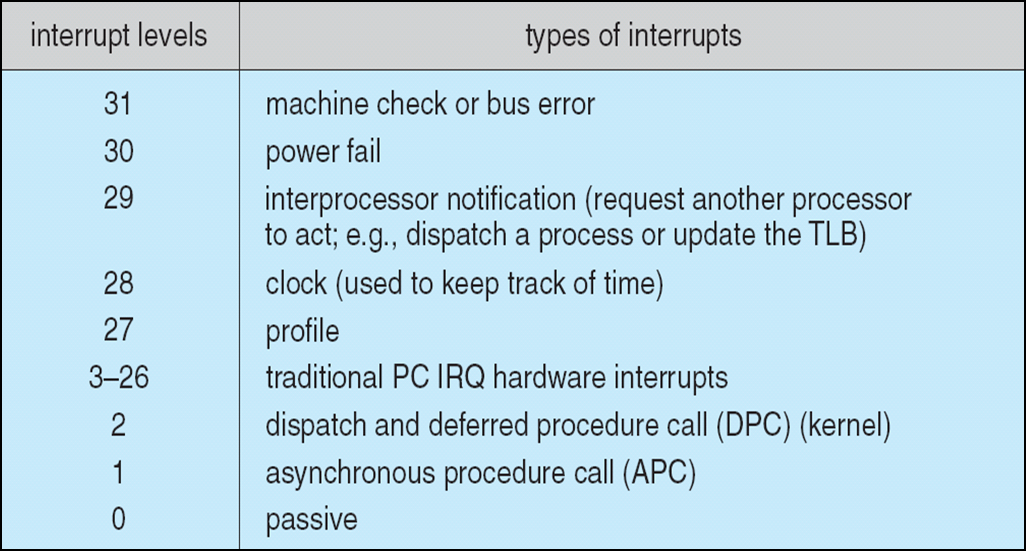 interrupt levels types of interrupts
31 machine check or bus error
30 power fail
29 interprocessor notification (request another processor
to act; e.g., dispatch a process or update the TLB)
28 clock (used to keep track of time)
27 profile
3–26 traditional PC IRQ hardware interrupts
2 dispatch and deferred procedure call (DPC) (kernel)
1 asynchronous procedure call (APC)
0 passive